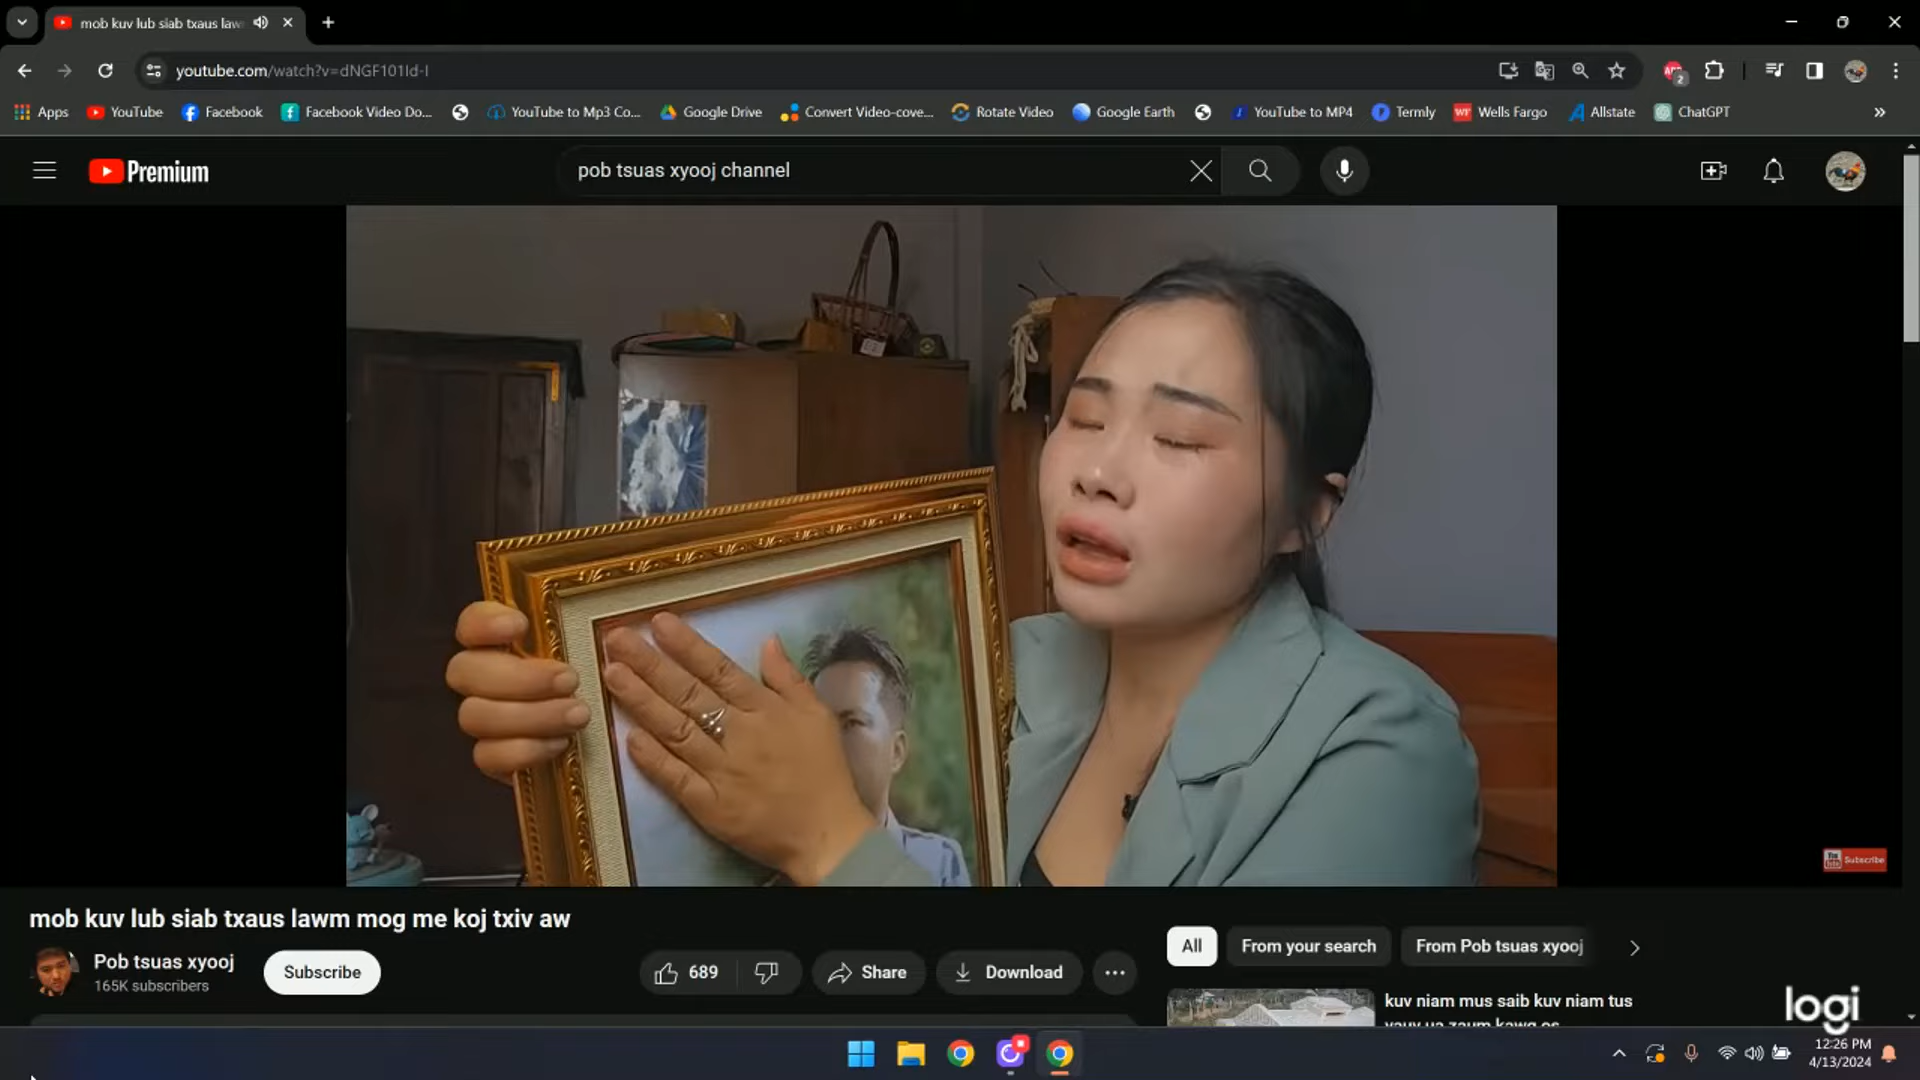 mob kuv lub siab txaus law
youtube.com/watch?v=dNGF101Id-I
Apps YouTube Facebook Facebook Video Do... YouTube to Mp3 Co... Google Drive Convert Video-cove... Rotate Video Google Earth YouTube to MP4 Termly Wells Fargo Allstate ChatGPT
Premium
pob tsuas xyooj channel
Subscribe
mob kuv lub siab txaus lawm mog me koj txiv aw
Pob tsuas xyooj
165K subscribers
Subscribe
689
Share
Download
All
From your search
From Pob tsuas xyooj
kuv niam mus saib kuv niam tus
logi
12:26 PM
4/13/2024